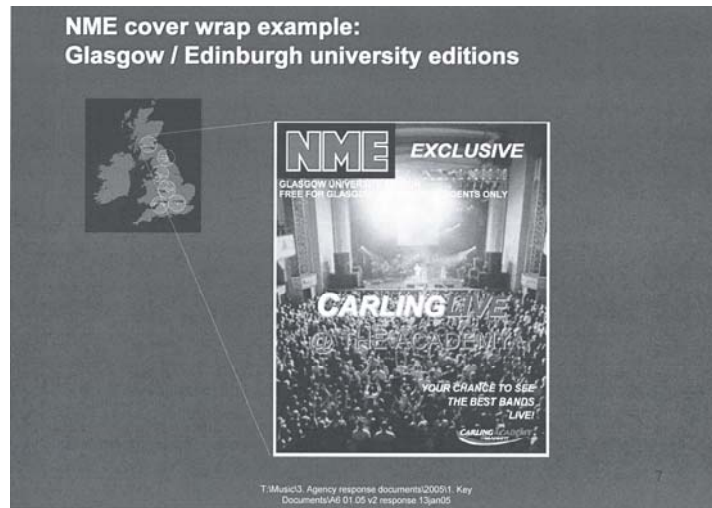 NME cover wrap example:
Glasgow / Edinburgh university editions
NME
EXCLUSIVE
GLASGOW
FREE FOR GLASGOW STUDENTS ONLY
CARLING LIVE
@ THE ACADEMY
YOUR CHANCE TO SEE
THE BEST BANDS
LIVE!
CARLING ACADEMY
7
T:\Music\3. Agency response documents\2005\1. Key
Documents\A6 01.05 v2 response 13jan05